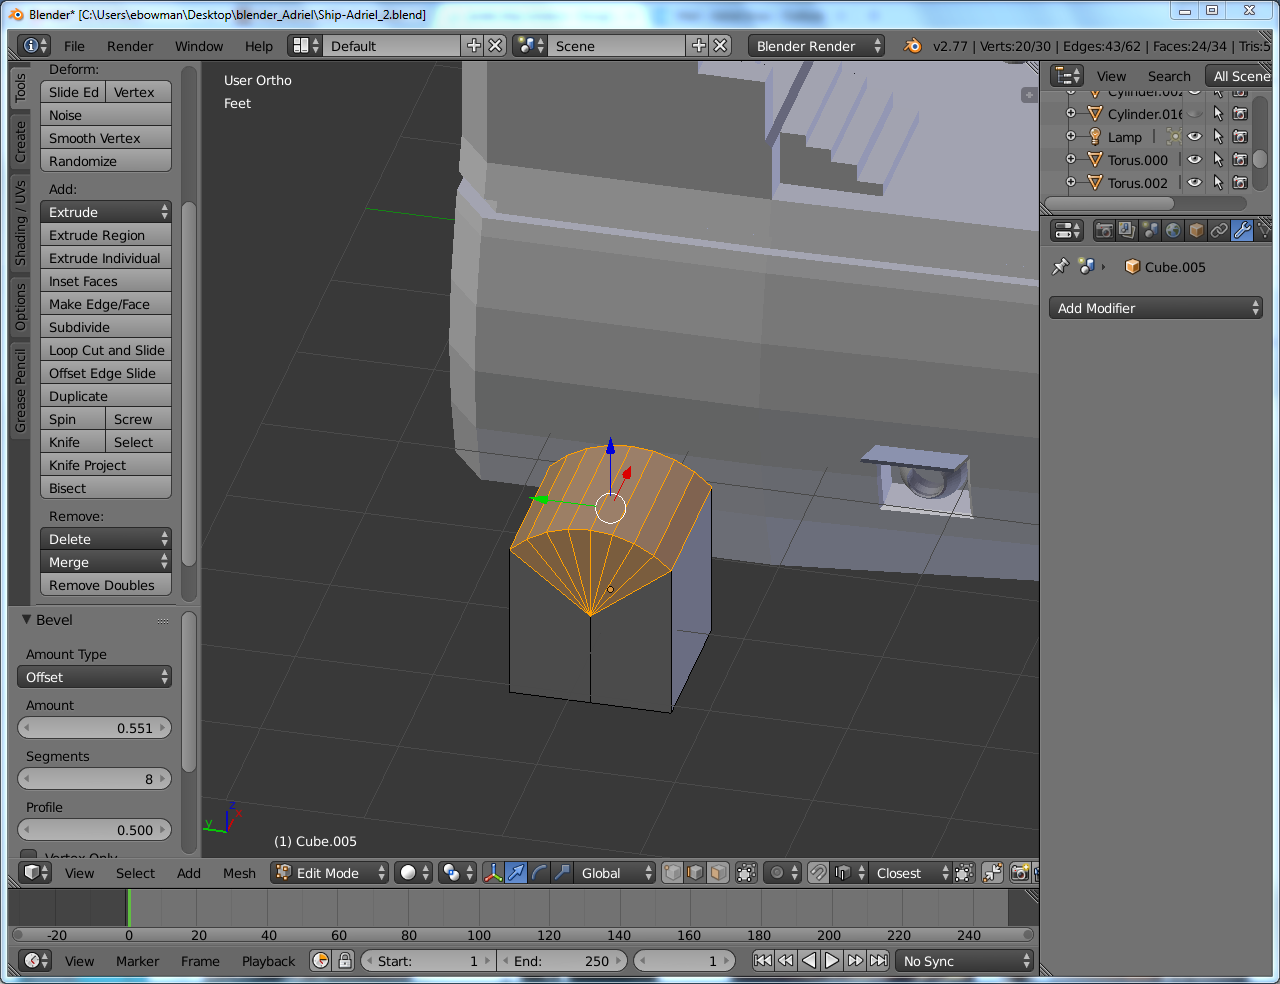 Blender* [C:\Users\ebowman\Desktop\blender_Adriel\Ship-Adriel_2.blend]
File Render Window Help Default Scene Blender Render v2.77 | Verts:20/30 | Edges:43/62 | Faces:24/34 | Tris:5
Tools
Create
Shading / UVs
Options
Grease Pencil
Deform:
Slide Ed Vertex
Noise
Smooth Vertex
Randomize
Add:
Extrude
Extrude Region
Extrude Individual
Inset Faces
Make Edge/Face
Subdivide
Loop Cut and Slide
Offset Edge Slide
Duplicate
Spin Screw
Knife Select
Knife Project
Bisect
Remove:
Delete
Merge
Remove Doubles
Bevel
Amount Type
Offset
Amount
0.551
Segments
8
Profile
0.500
Vertex Only
User Ortho
Feet
z
x
y
(1) Cube.005
View Search All Scene
Cylinder.002
Cylinder.016
Lamp
Torus.000
Torus.002
Cube.005
Add Modifier
View Select Add Mesh Edit Mode Global Closest
-20 0 20 40 60 80 100 120 140 160 180 200 220 240
View Marker Frame Playback Start: 1 End: 250 1 No Sync